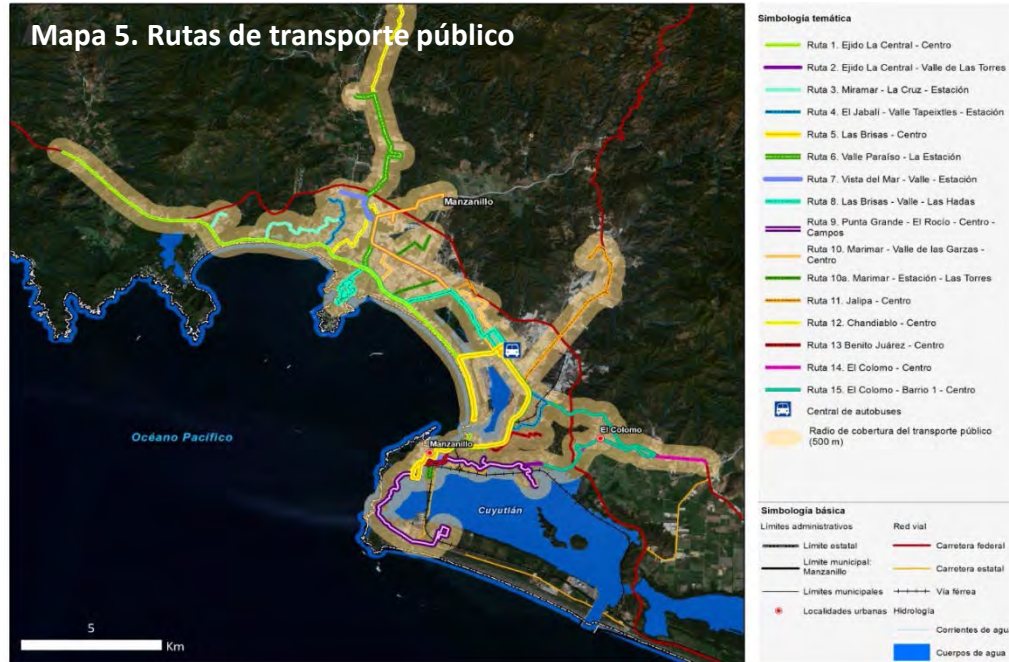 Mapa 5. Rutas de transporte público
Manzanillo
Océano Pacífico
Manzanillo
El Colomo
Cuyutlán
5
Km
Simbología temática
Ruta 1. Ejido La Central - Centro
Ruta 2. Ejido La Central - Valle de Las Torres
Ruta 3. Miramar - La Cruz - Estación
Ruta 4. El Jabalí - Valle Tapeixtles - Estación
Ruta 5. Las Brisas - Centro
Ruta 6. Valle Paraíso - La Estación
Ruta 7. Vista del Mar - Valle - Estación
Ruta 8. Las Brisas - Valle - Las Hadas
Ruta 9. Punta Grande - El Rocío - Centro -
Campos
Ruta 10. Marimar - Valle de las Garzas -
Centro
Ruta 10a. Marimar - Estación - Las Torres
Ruta 11. Jalipa - Centro
Ruta 12. Chandiablo - Centro
Ruta 13 Benito Juárez - Centro
Ruta 14. El Colomo - Centro
Ruta 15. El Colomo - Barrio 1 - Centro
Central de autobuses
Radio de cobertura del transporte público
(500 m)
Simbología básica
Límites administrativos
Límite estatal
Límite municipal:
Manzanillo
Límites municipales
Localidades urbanas
Red vial
Carretera federal
Carretera estatal
Vía férrea
Hidrología
Corrientes de agu
Cuerpos de agua